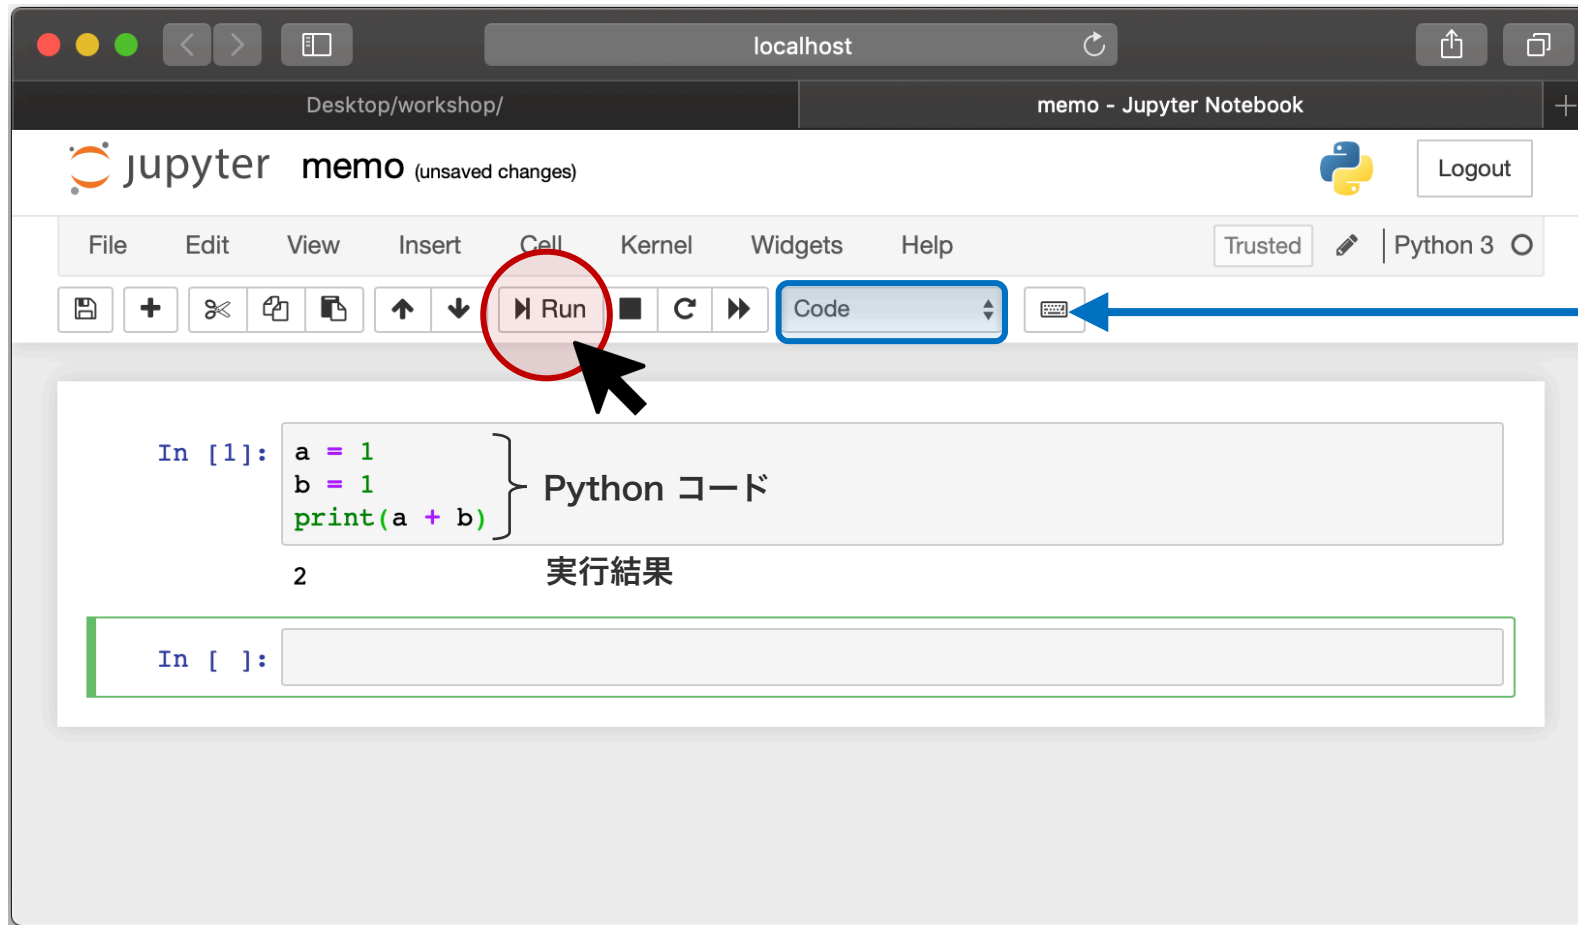 localhost
Desktop/workshop/ memo - Jupyter Notebook
jupyter memo (unsaved changes) Logout
File Edit View Insert Cell Kernel Widgets Help Trusted Python 3
Run Code
In [1]: a = 1
b = 1
print(a + b)
Python コード
2 実行結果
In [ ]: